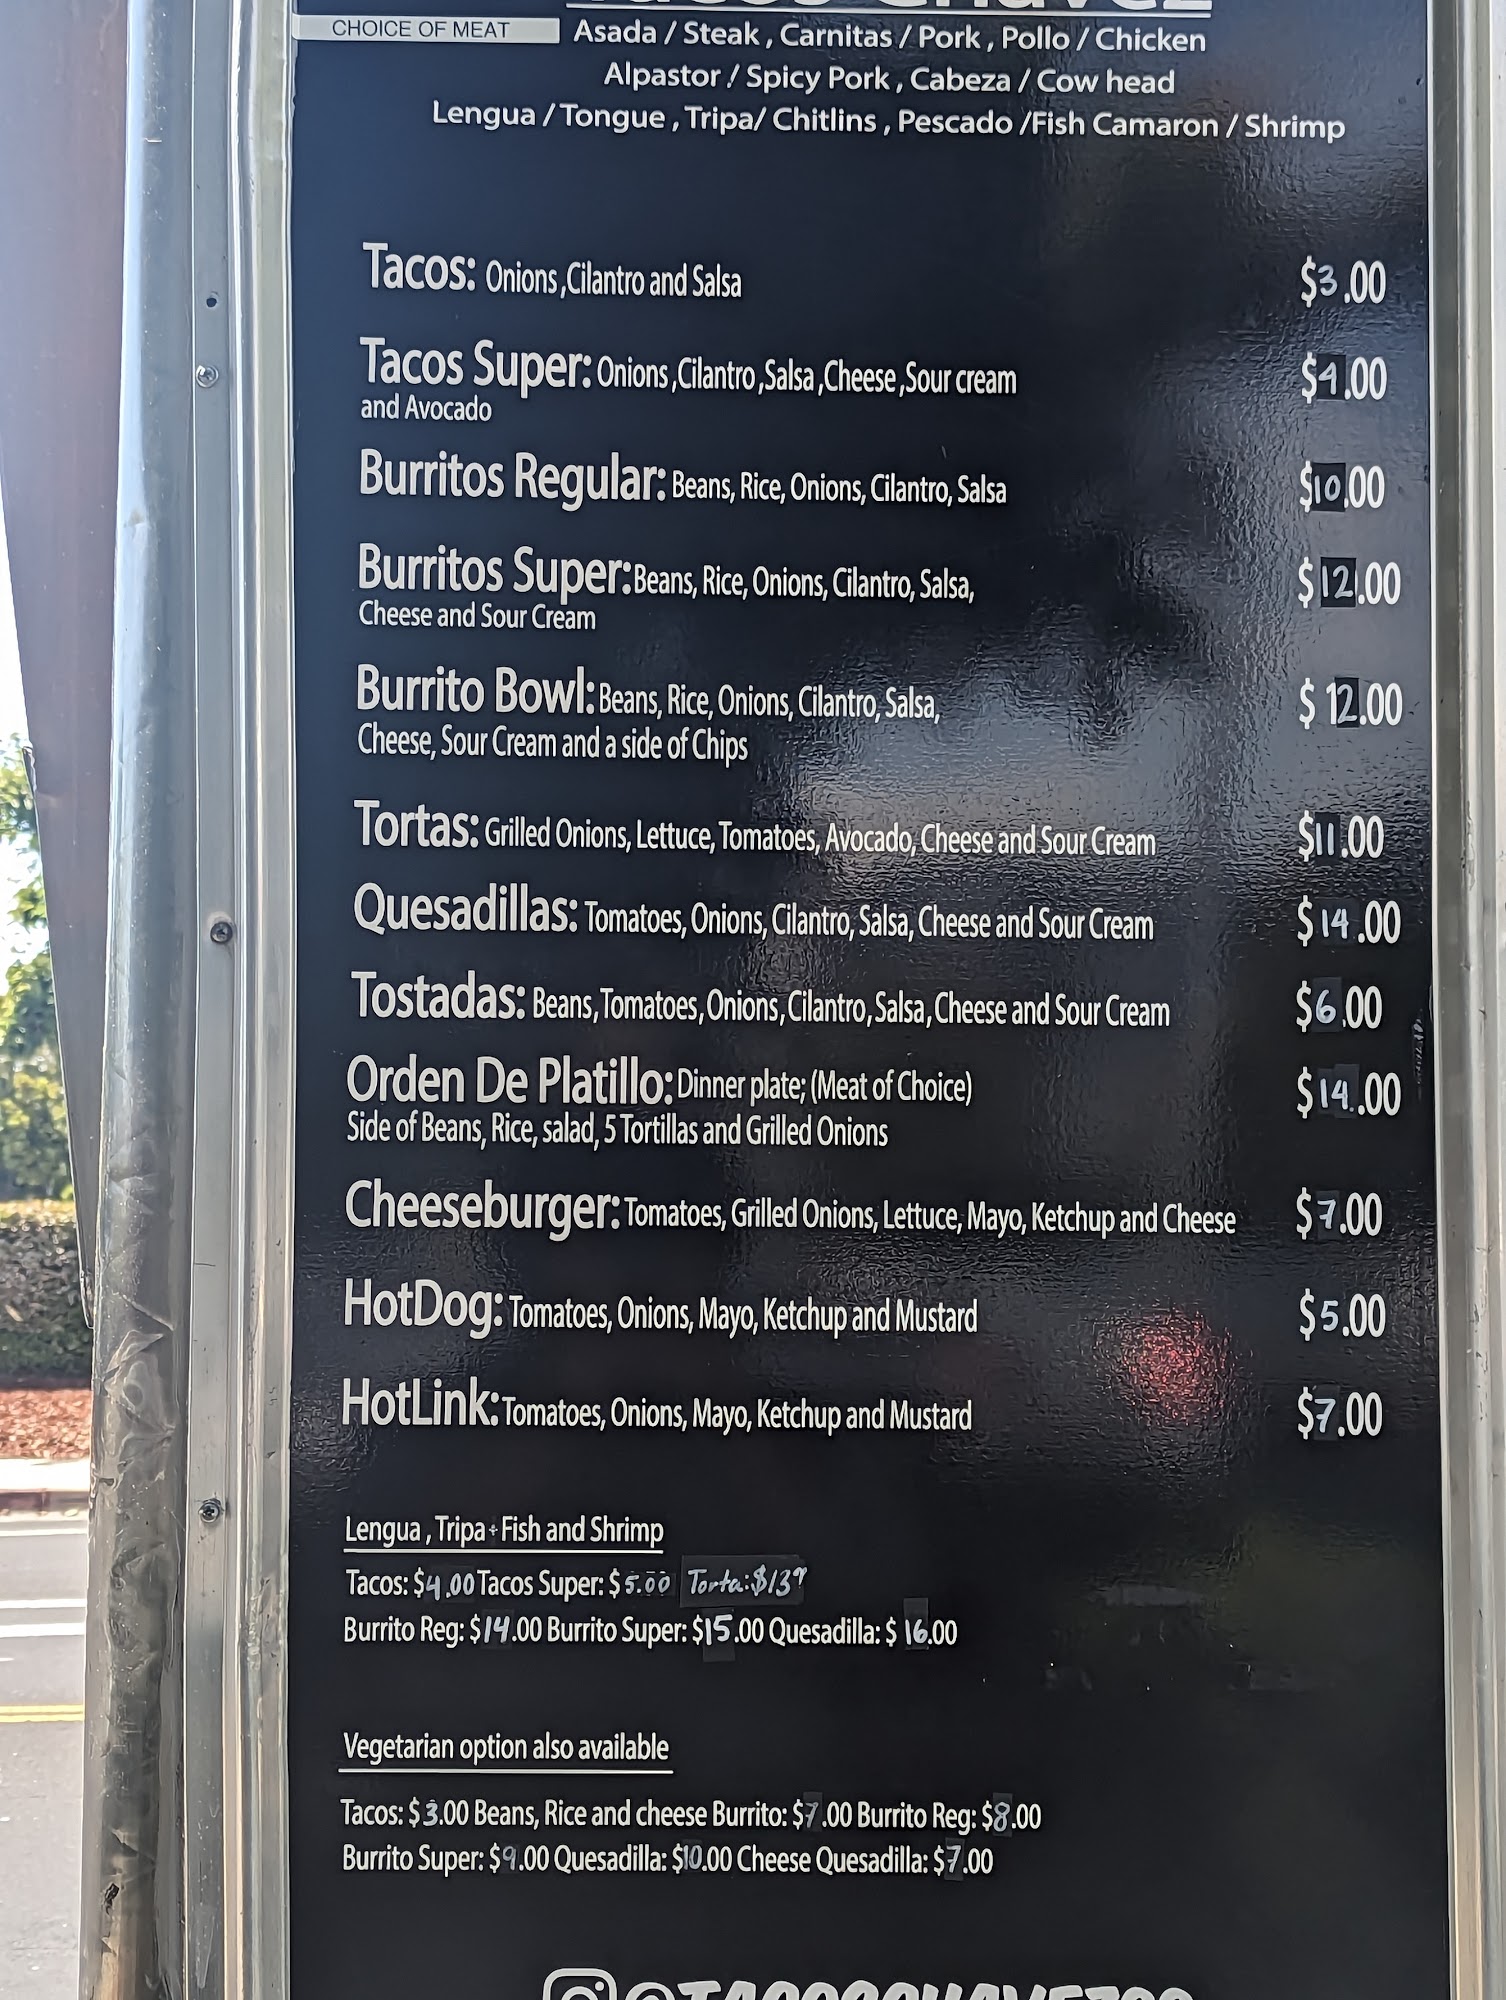 Tacos Chavez
CHOICE OF MEAT
Asada / Steak , Carnitas / Pork , Pollo / Chicken
Alpastor / Spicy Pork , Cabeza / Cow head
Lengua / Tongue , Tripa/ Chitlins , Pescado /Fish Camaron / Shrimp
Tacos: Onions ,Cilantro and Salsa $3.00
Tacos Super: Onions ,Cilantro ,Salsa ,Cheese ,Sour cream $4.00
and Avocado
Burritos Regular: Beans, Rice, Onions, Cilantro, Salsa $10.00
Burritos Super: Beans, Rice, Onions, Cilantro, Salsa, $12.00
Cheese and Sour Cream
Burrito Bowl: Beans, Rice, Onions, Cilantro, Salsa, $12.00
Cheese, Sour Cream and a side of Chips
Tortas: Grilled Onions, Lettuce, Tomatoes, Avocado, Cheese and Sour Cream $11.00
Quesadillas: Tomatoes, Onions, Cilantro, Salsa, Cheese and Sour Cream $14.00
Tostadas: Beans, Tomatoes, Onions, Cilantro, Salsa, Cheese and Sour Cream $6.00
Orden De Platillo: Dinner plate; (Meat of Choice) $14.00
Side of Beans, Rice, salad, 5 Tortillas and Grilled Onions
Cheeseburger: Tomatoes, Grilled Onions, Lettuce, Mayo, Ketchup and Cheese $7.00
HotDog: Tomatoes, Onions, Mayo, Ketchup and Mustard $5.00
HotLink: Tomatoes, Onions, Mayo, Ketchup and Mustard $7.00
Lengua , Tripa + Fish and Shrimp
Tacos: $4.00 Tacos Super: $5.00 Torta: 
Burrito Reg: $14.00 Burrito Super: $15.00 Quesadilla: $ 16.00
Vegetarian option also available
Tacos: $3.00 Beans, Rice and cheese Burrito: $7.00 Burrito Reg: $8.00
Burrito Super: $9.00 Quesadilla: $10.00 Cheese Quesadilla: $7.00